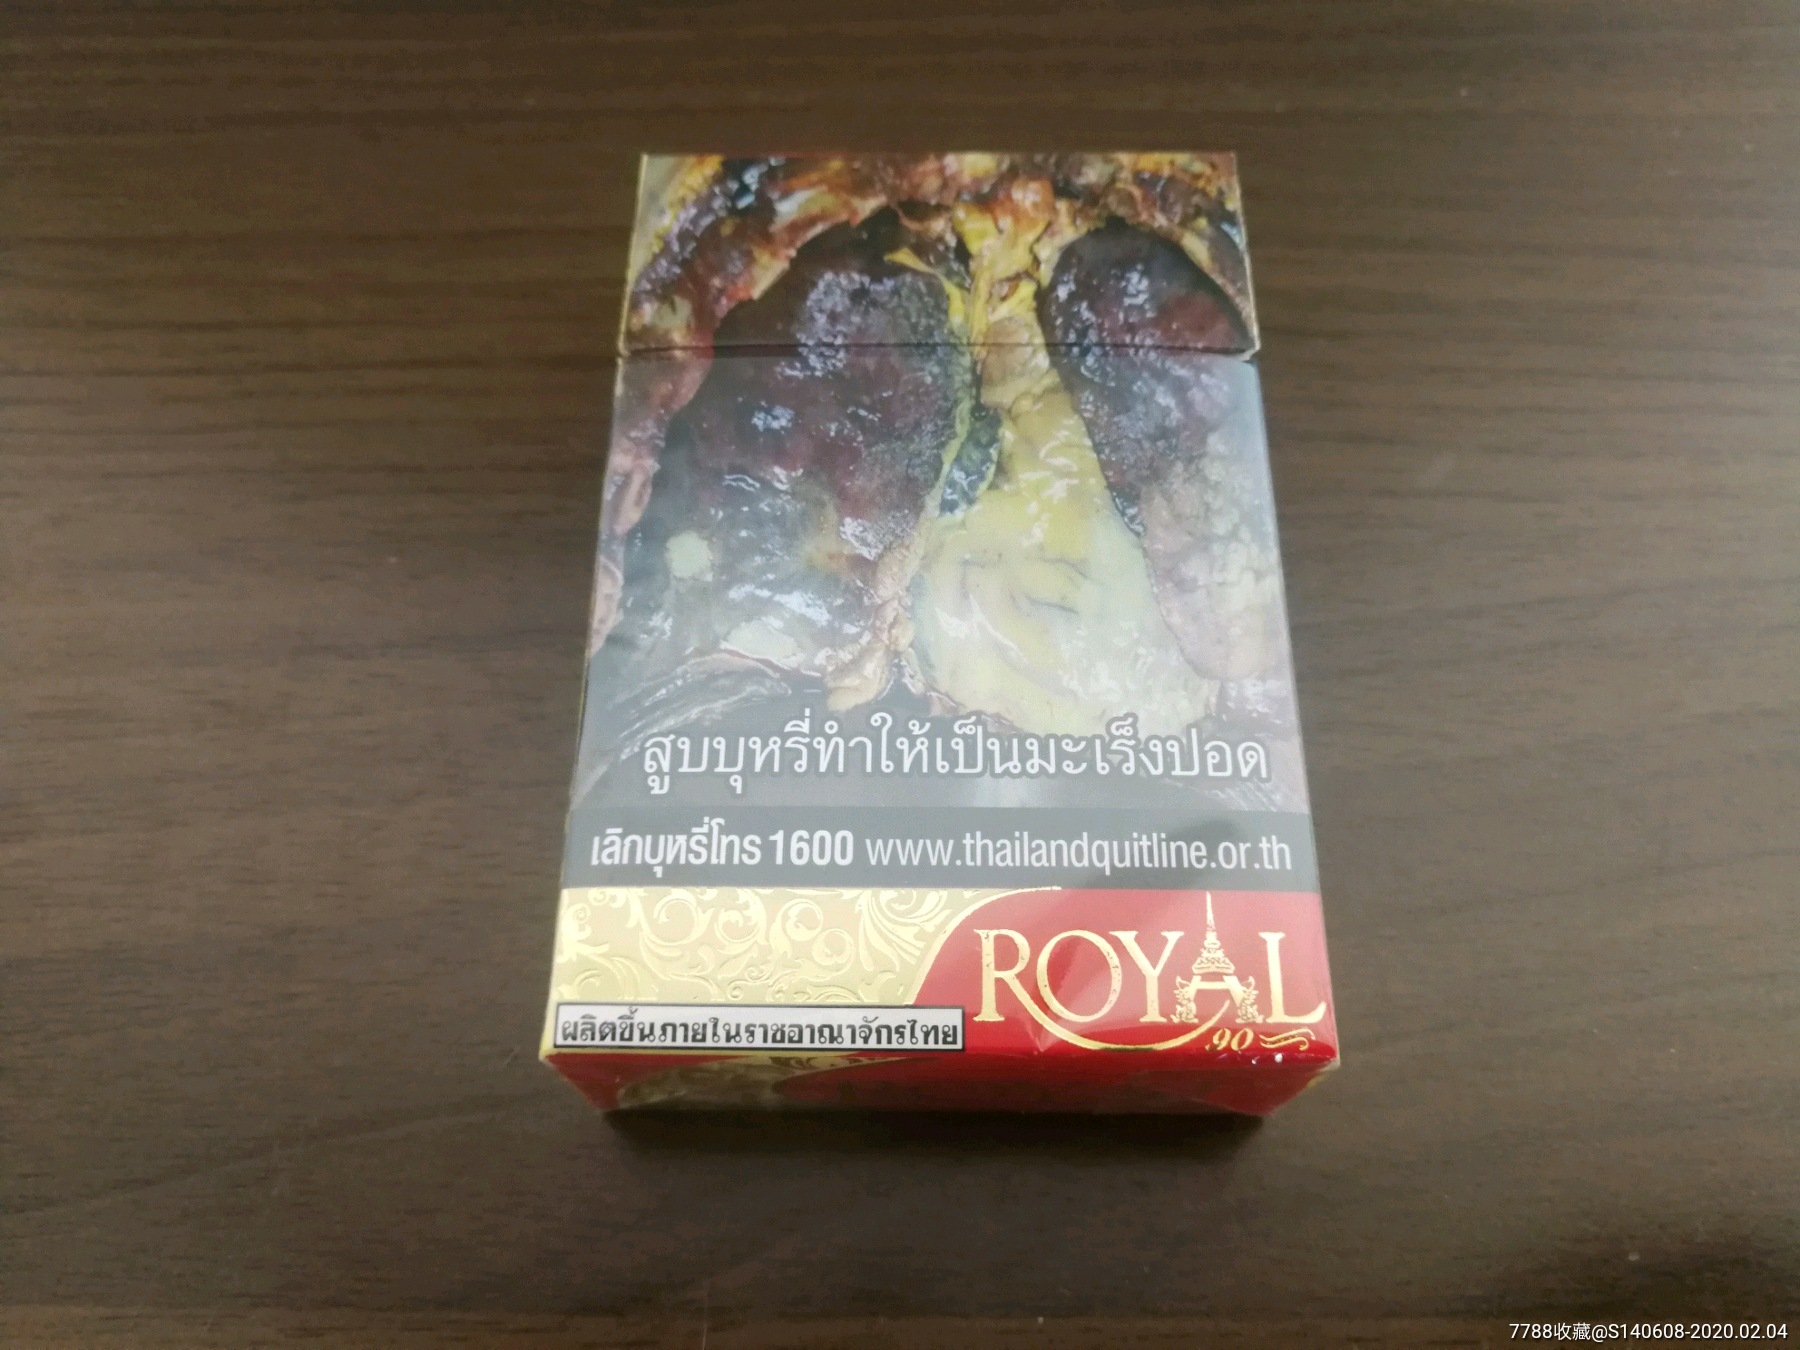 สูบบุหรี่ทำให้เป็นมะเร็งปอด
เลิกบุหรี่โทร 1600 www.thailandquitline.or.th
ROYAL
90
ผลิตขึ้นภายในราชอาณาจักรไทย
7788收藏@S140608-2020.02.04